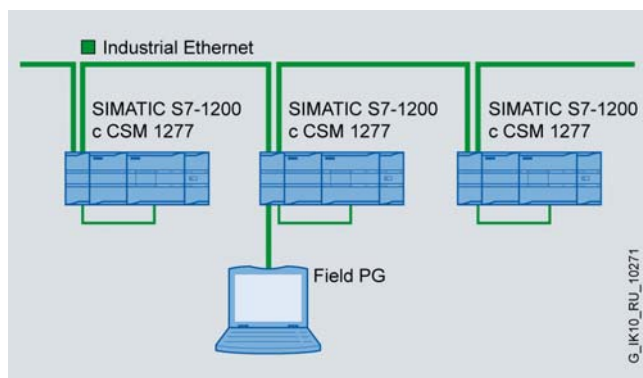 Industrial Ethernet
SIMATIC S7-1200
с CSM 1277
SIMATIC S7-1200
с CSM 1277
SIMATIC S7-1200
с CSM 1277
Field PG
G_IK10_RU_10271